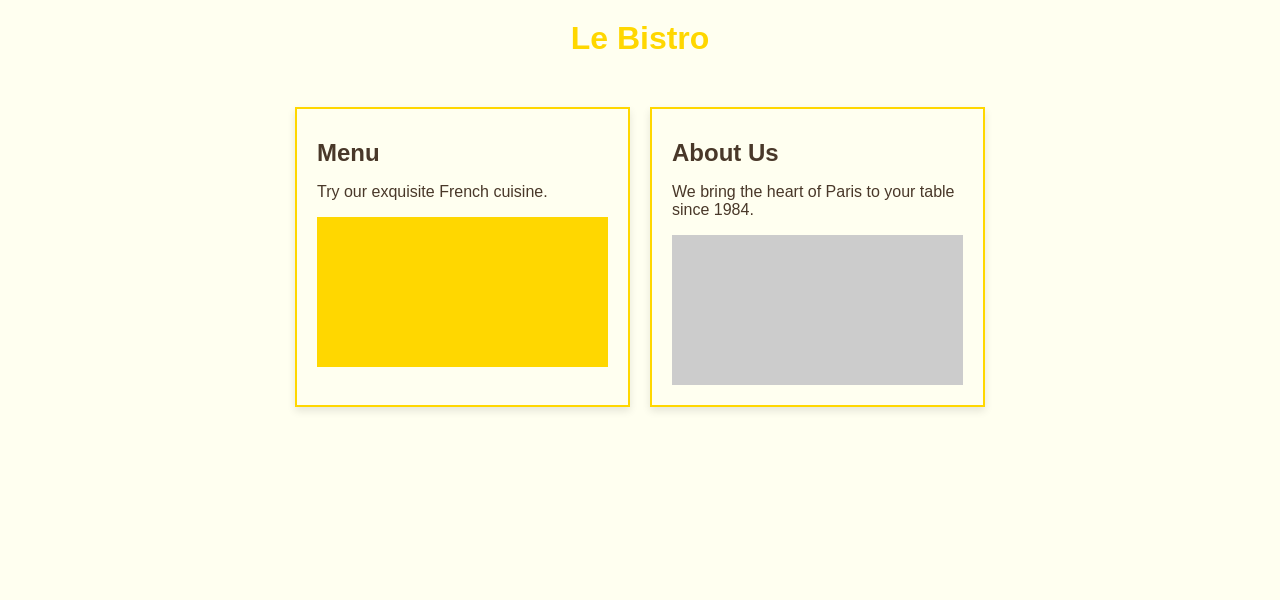 Le Bistro
Menu
Try our exquisite French cuisine.
About Us
We bring the heart of Paris to your table
since 1984.